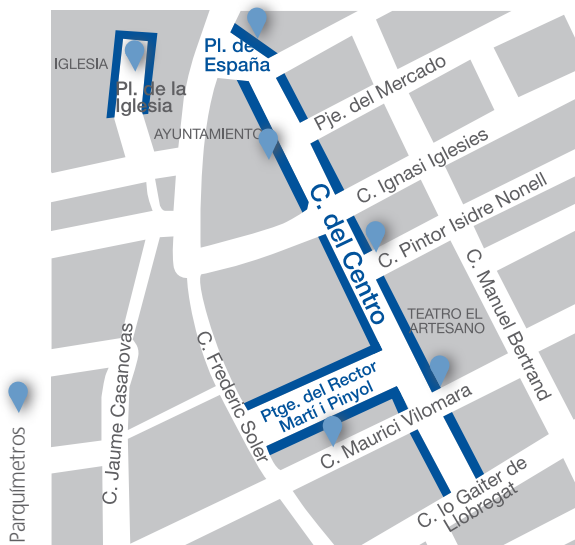 Pl. de
España
IGLESIA
Pl. de la
Iglesia
Pje. del Mercado
AYUNTAMIENTO
C. Ignasi Iglesies
C. Pintor Isidre Nonell
C. del Centro
C. Manuel Bertrand
TEATRO EL
ARTESANO
C. Jaume Casanovas
C. Frederic Soler
Ptge. del Rector
Martí i Pinyol
C. Maurici Vilomara
C. lo Gaiter de
Llobregat
Parquímetros